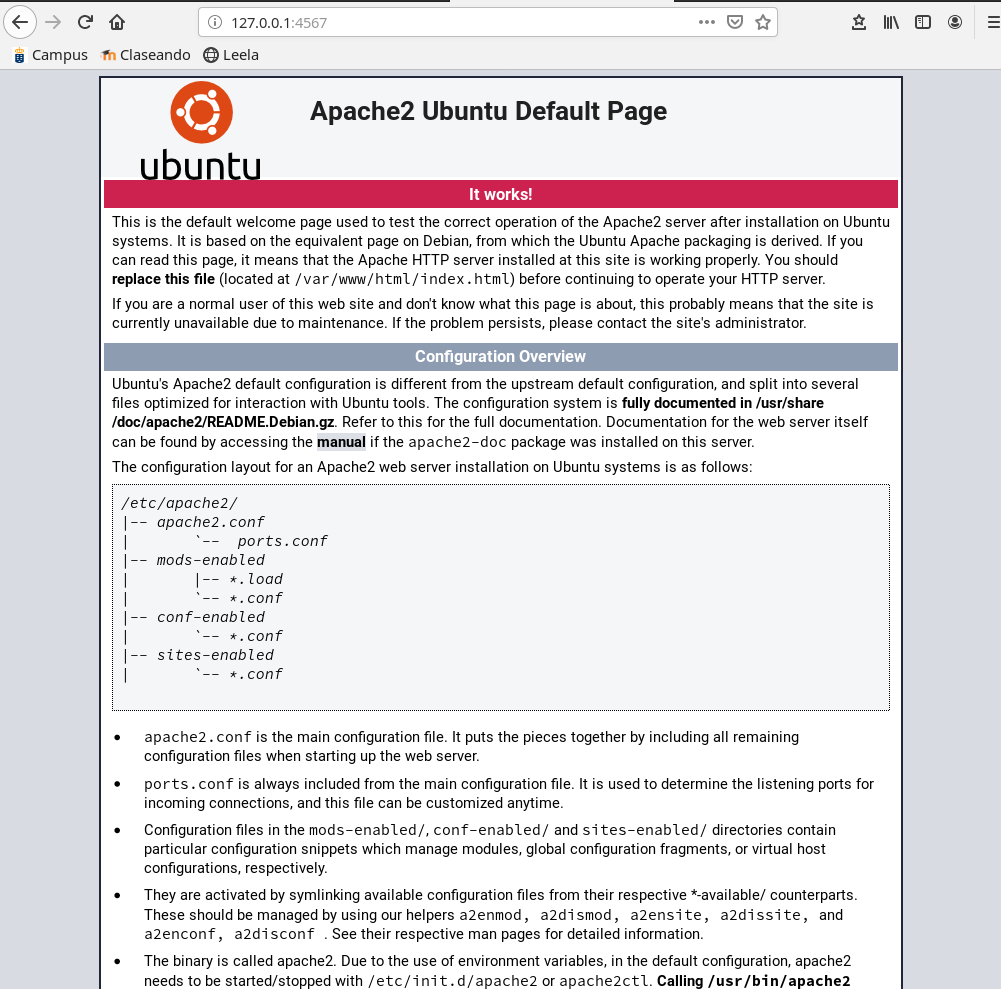 127.0.0.1:4567
Campus Claseando Leela
ubuntu
Apache2 Ubuntu Default Page
It works!
This is the default welcome page used to test the correct operation of the Apache2 server after installation on Ubuntu
systems. It is based on the equivalent page on Debian, from which the Ubuntu Apache packaging is derived. If you
can read this page, it means that the Apache HTTP server installed at this site is working properly. You should
replace this file (located at /var/www/html/index.html) before continuing to operate your HTTP server.
If you are a normal user of this web site and don't know what this page is about, this probably means that the site is
currently unavailable due to maintenance. If the problem persists, please contact the site's administrator.
Configuration Overview
Ubuntu's Apache2 default configuration is different from the upstream default configuration, and split into several
files optimized for interaction with Ubuntu tools. The configuration system is fully documented in /usr/share
/doc/apache2/README.Debian.gz. Refer to this for the full documentation. Documentation for the web server itself
can be found by accessing the manual if the apache2-doc package was installed on this server.
The configuration layout for an Apache2 web server installation on Ubuntu systems is as follows:
/etc/apache2/
|-- apache2.conf
|       `--  ports.conf
|-- mods-enabled
|       |-- *.load
|       `-- *.conf
|-- conf-enabled
|       `-- *.conf
|-- sites-enabled
|       `-- *.conf
• apache2.conf is the main configuration file. It puts the pieces together by including all remaining
configuration files when starting up the web server.
• ports.conf is always included from the main configuration file. It is used to determine the listening ports for
incoming connections, and this file can be customized anytime.
• Configuration files in the mods-enabled/, conf-enabled/ and sites-enabled/ directories contain
particular configuration snippets which manage modules, global configuration fragments, or virtual host
configurations, respectively.
• They are activated by symlinking available configuration files from their respective *-available/ counterparts.
These should be managed by using our helpers a2enmod, a2dismod, a2ensite, a2dissite, and
a2enconf, a2disconf . See their respective man pages for detailed information.
• The binary is called apache2. Due to the use of environment variables, in the default configuration, apache2
needs to be started/stopped with /etc/init.d/apache2 or apache2ctl. Calling /usr/bin/apache2